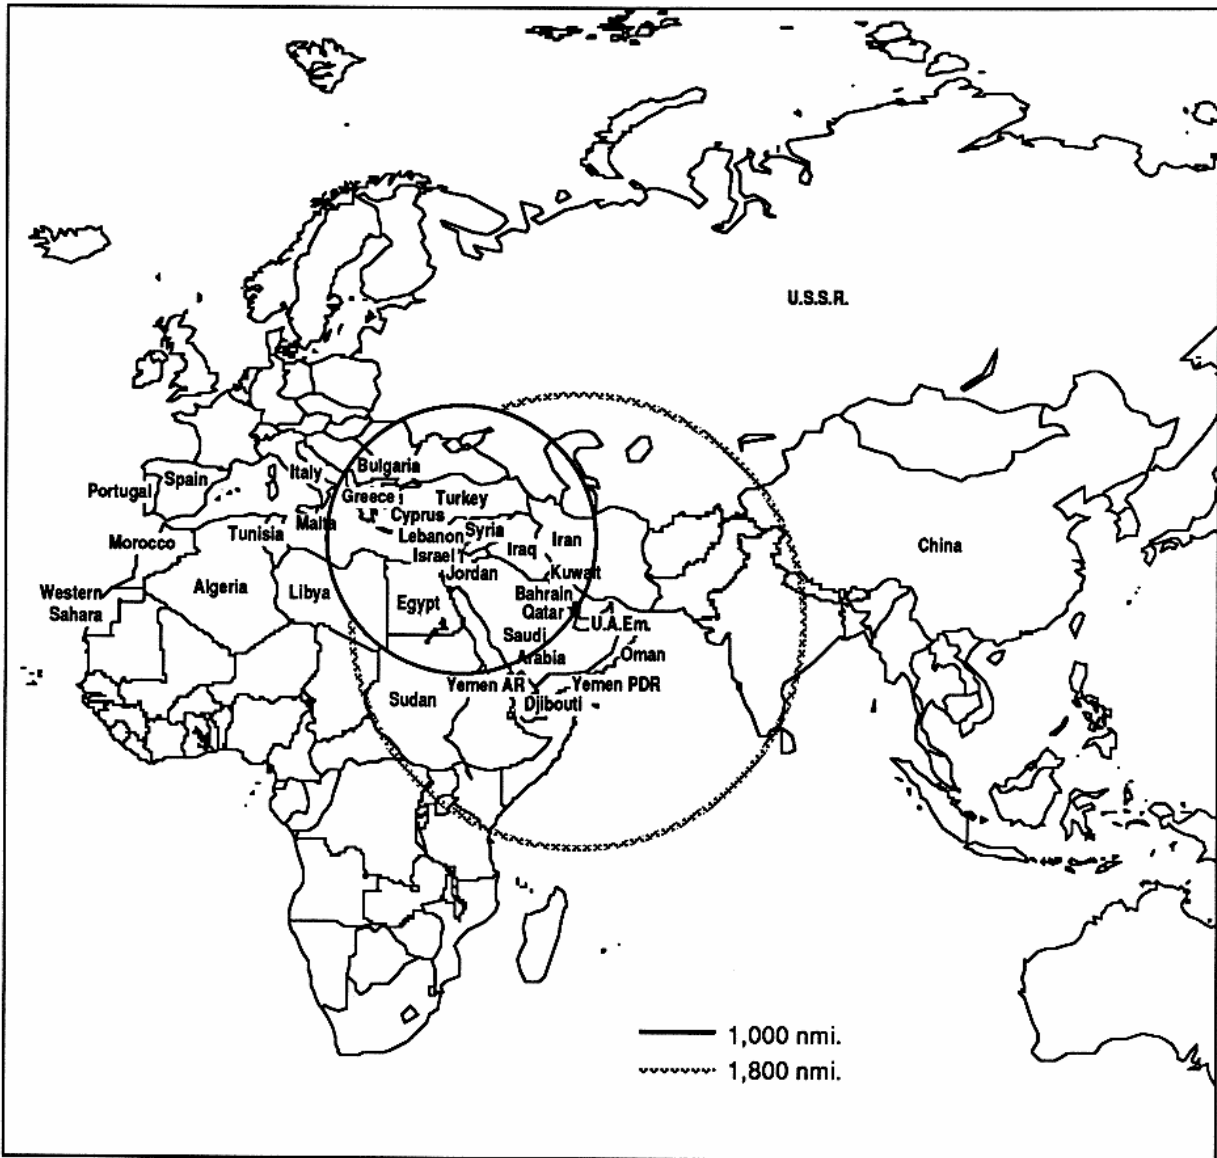 U.S.S.R.
Italy
Bulgaria
Spain
Portugal
Greece
Turkey
Malta
Cyprus
Tunisia
Lebanon
Syria
Morocco
Iraq
Iran
China
Israel
Jordan
Kuwait
Western
Sahara
Algeria
Libya
Egypt
Bahrain
Qatar
U.A.Em.
Saudi
Arabia
Oman
Sudan
Yemen AR
Yemen PDR
Djibouti
1,000 nmi.
1,800 nmi.